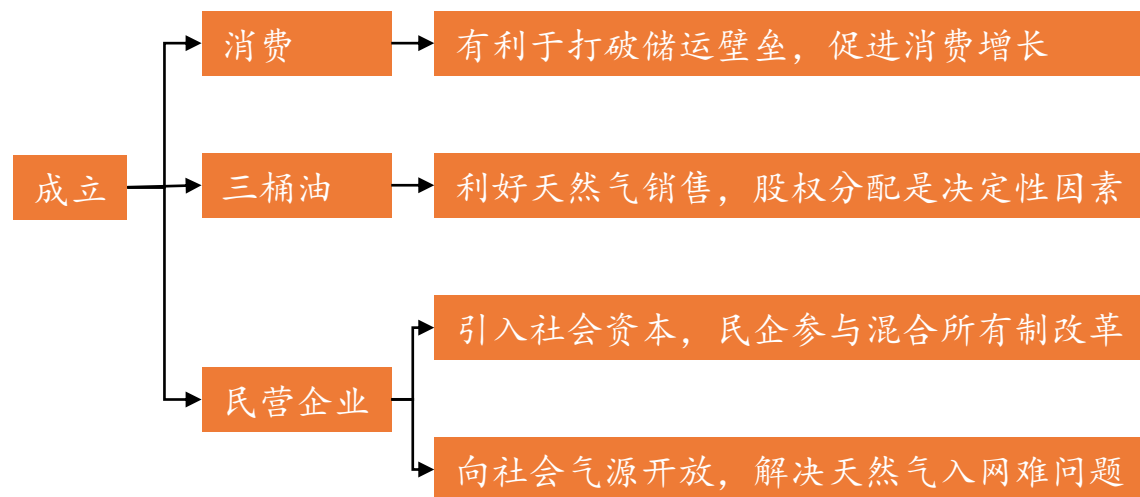 消费
有利于打破储运壁垒，促进消费增长
成立
三桶油
利好天然气销售，股权分配是决定性因素
民营企业
引入社会资本，民企参与混合所有制改革
向社会气源开放，解决天然气入网难问题